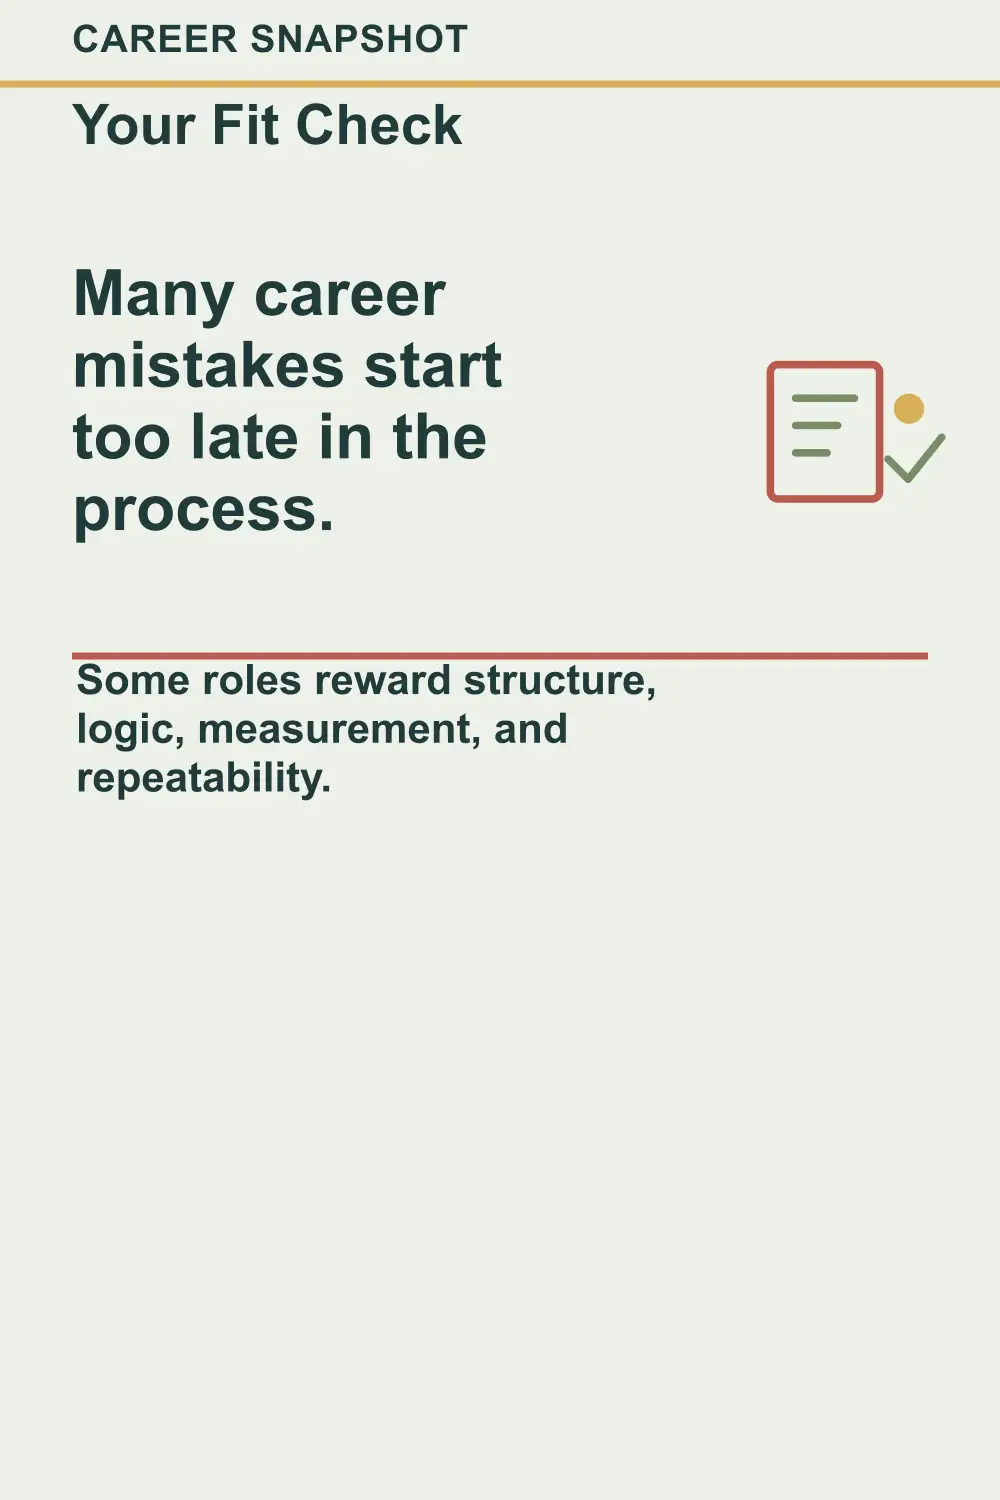 CAREER SNAPSHOT
Your Fit Check
Many career
mistakes start
too late in the
process.
Some roles reward structure,
logic, measurement, and
repeatability.